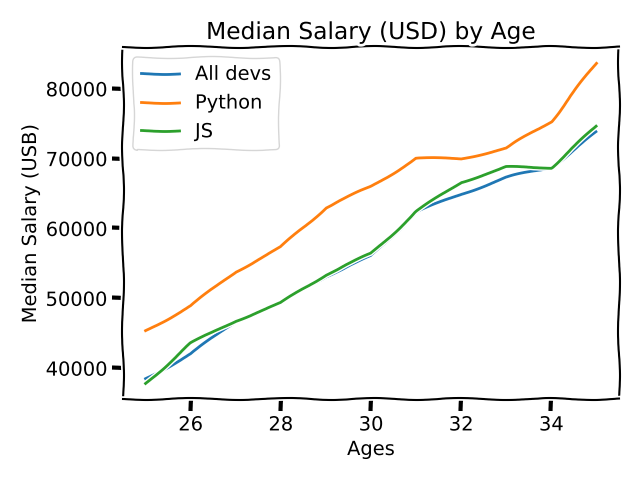 Median Salary (USD) by Age
All devs
Python
JS
80000
70000
60000
50000
40000
Median Salary (USB)
26 28 30 32 34
Ages